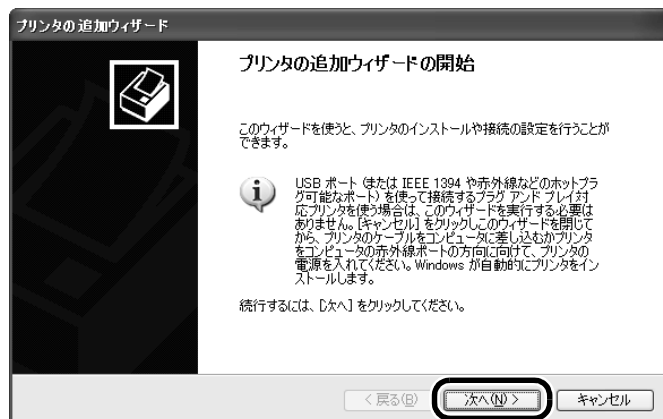 プリンタの追加ウィザード
プリンタの追加ウィザードの開始
このウィザードを使うと、プリンタのインストールや接続の設定を行うことが
できます。
USB ポート (または IEEE 1394 や赤外線などのホットプラ
グ可能なポート) を使って接続するプラグ アンド プレイ対
応プリンタを使う場合は、このウィザードを実行する必要は
ありません。[キャンセル] をクリックしこのウィザードを閉じて
から、プリンタのケーブルをコンピュータに差し込むかプリンタ
をコンピュータの赤外線ポートの方向に向けて、プリンタの
電源を入れてください。Windows が自動的にプリンタをイン
ストールします。
続行するには、[次へ] をクリックしてください。
< 戻る(B) 次へ(N) > キャンセル